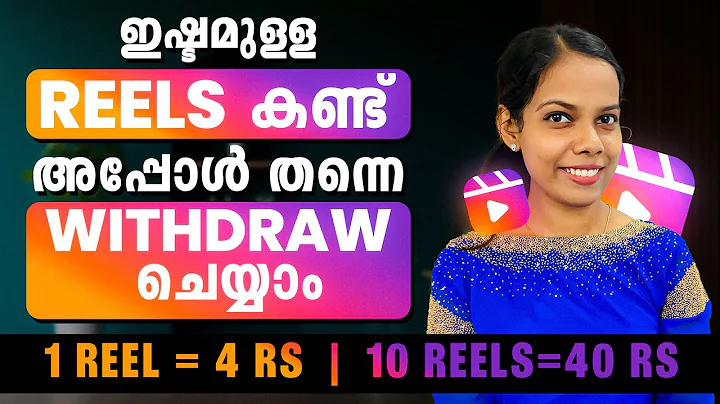 ഇഷ്ടമുള്ള
REELS കണ്ട്
അപ്പോൾ തന്നെ
WITHDRAW
ചെയ്യാം
1 REEL = 4 RS | 10 REELS=40 RS